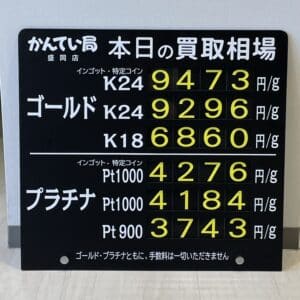 かんてい局 盛岡店 本日の買取相場
インゴット・特定コイン
K24 9473 円/g
ゴールド K24 9296 円/g
K18 6860 円/g
インゴット・特定コイン
Pt1000 4276 円/g
プラチナ Pt1000 4184 円/g
Pt900 3743 円/g
ゴールド・プラチナともに、手数料は一切いただきません